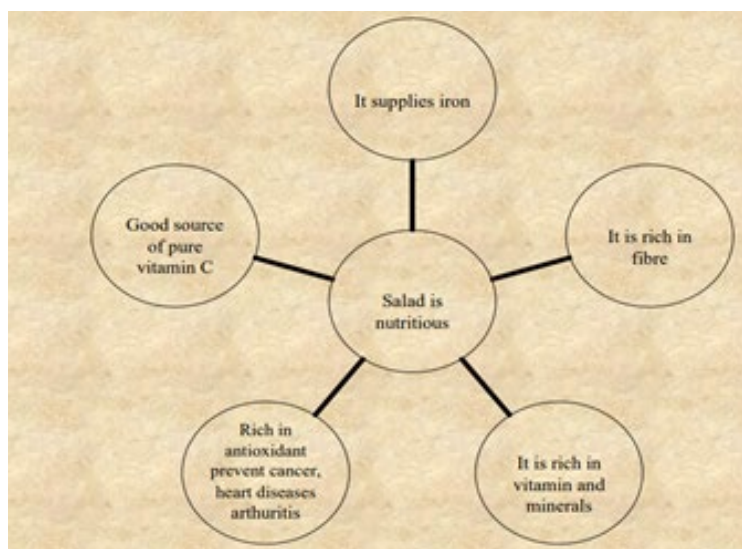 It supplies iron
Good source
of pure
vitamin C
It is rich in
fibre
Salad is
nutritious
Rich in
antioxidant
prevent cancer,
heart diseases
arthuritis
It is rich in
vitamin and
minerals